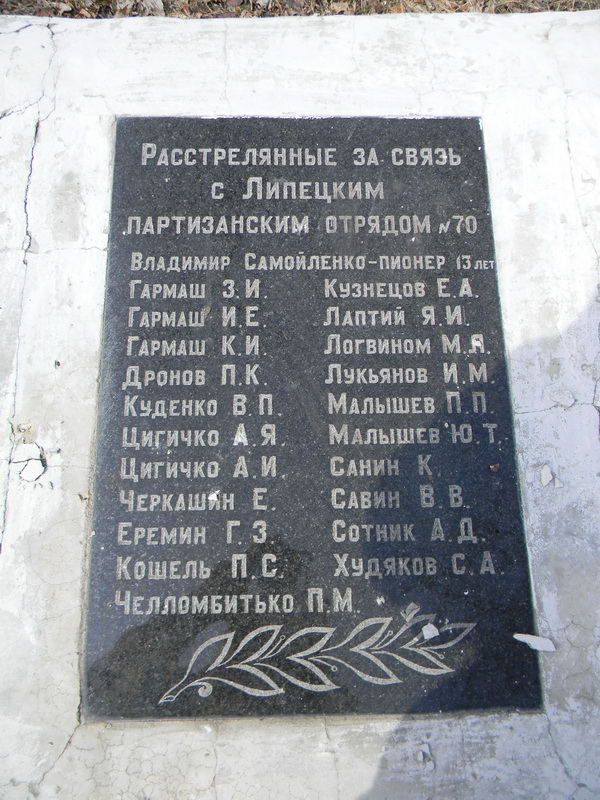 Расстрелянные за связь
с Липецким
партизанским отрядом №70
Владимир Самойленко-пионер 13 лет
Гармаш З.И. Кузнецов Е.А.
Гармаш И.Е Лаптий Я.И.
Гармаш К.И. Логвином М.Я.
Дронов П.К. Лукьянов И.М.
Куденко В.П. Малышев П.П.
Цигичко А.Я. Малышев Ю.Т.
Цигичко А.И Санин К.
Черкашин Е. Савин В.В.
Еремин Г.З. Сотник А.Д.
Кошель П.С. Худяков С.А.
Челломбитько П.М.